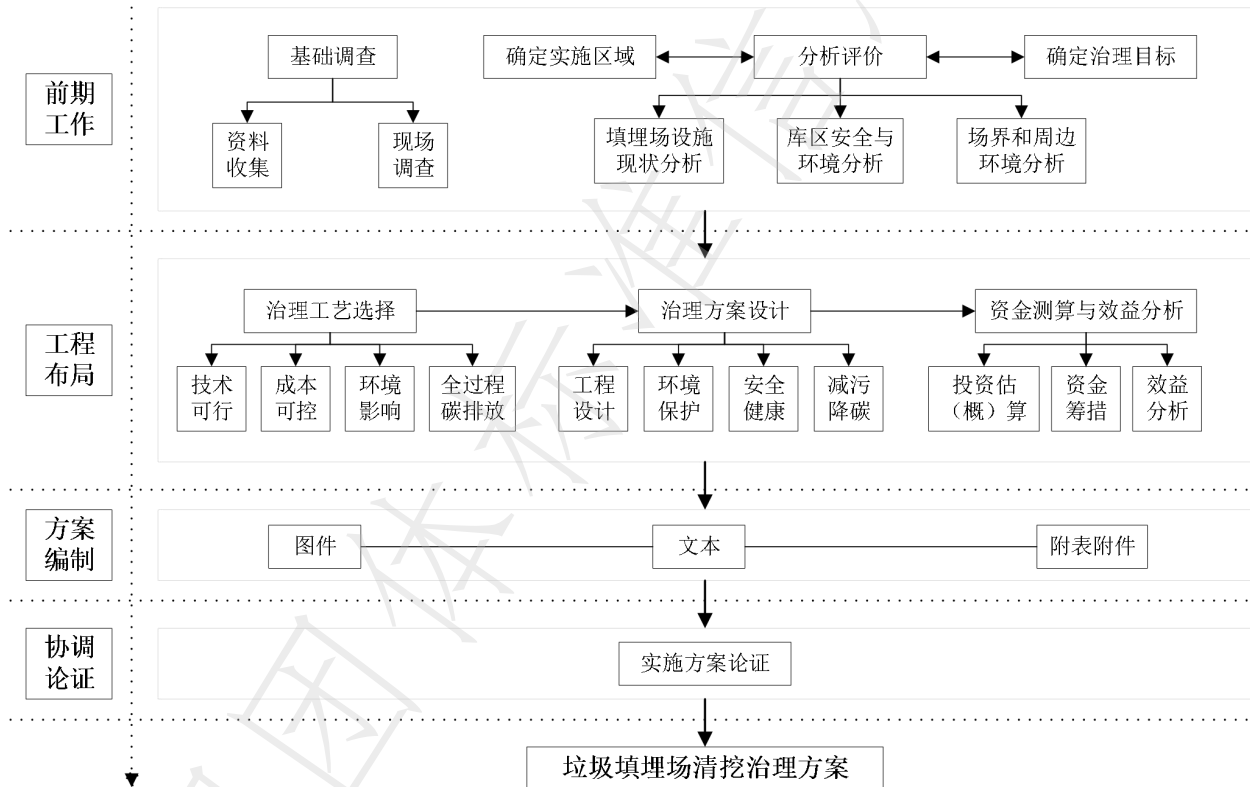 前期
工作
基础调查
资料
收集
现场
调查
确定实施区域
分析评价
确定治理目标
填埋场设施
现状分析
库区安全与
环境分析
场界和周边
环境分析
工程
布局
治理工艺选择
治理方案设计
资金测算与效益分析
技术
可行
成本
可控
环境
影响
全过程
碳排放
工程
设计
环境
保护
安全
健康
减污
降碳
投资估
（概）算
资金
筹措
效益
分析
方案
编制
图件
文本
附表附件
协调
论证
实施方案论证
垃圾填埋场清挖治理方案
团体标准信